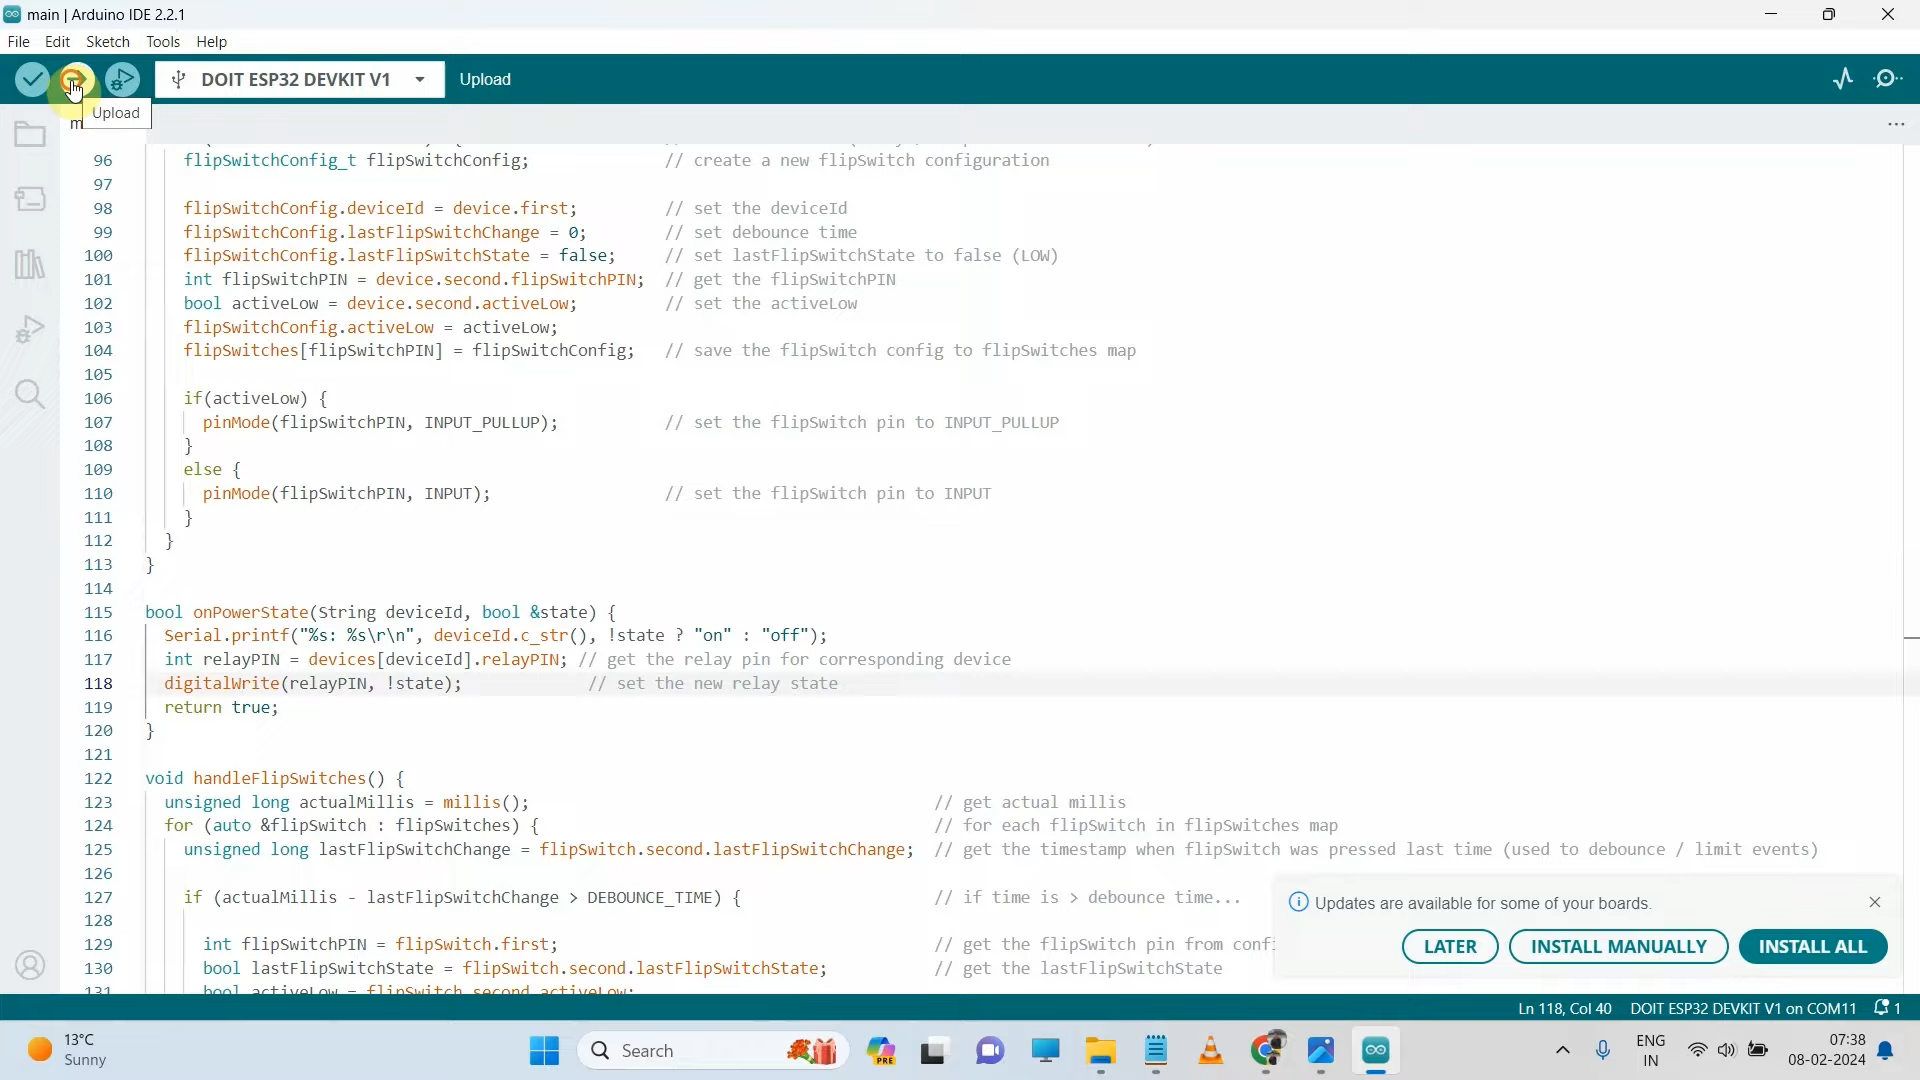 main | Arduino IDE 2.2.1
File Edit Sketch Tools Help
DOIT ESP32 DEVKIT V1 Upload
Upload
96 flipSwitchConfig_t flipSwitchConfig; // create a new flipSwitch configuration
97
98 flipSwitchConfig.deviceId = device.first; // set the deviceId
99 flipSwitchConfig.lastFlipSwitchChange = 0; // set debounce time
100 flipSwitchConfig.lastFlipSwitchState = false; // set lastFlipSwitchState to false (LOW)
101 int flipSwitchPIN = device.second.flipSwitchPIN; // get the flipSwitchPIN
102 bool activeLow = device.second.activeLow; // set the activeLow
103 flipSwitchConfig.activeLow = activeLow;
104 flipSwitches[flipSwitchPIN] = flipSwitchConfig; // save the flipSwitch config to flipSwitches map
105
106 if(activeLow) {
107 pinMode(flipSwitchPIN, INPUT_PULLUP); // set the flipSwitch pin to INPUT_PULLUP
108 }
109 else {
110 pinMode(flipSwitchPIN, INPUT); // set the flipSwitch pin to INPUT
111 }
112 }
113 }
114
115 bool onPowerState(String deviceId, bool &state) {
116 Serial.printf("%s: %s\r\n", deviceId.c_str(), !state ? "on" : "off");
117 int relayPIN = devices[deviceId].relayPIN; // get the relay pin for corresponding device
118 digitalWrite(relayPIN, !state); // set the new relay state
119 return true;
120 }
121
122 void handleFlipSwitches() {
123 unsigned long actualMillis = millis(); // get actual millis
124 for (auto &flipSwitch : flipSwitches) { // for each flipSwitch in flipSwitches map
125 unsigned long lastFlipSwitchChange = flipSwitch.second.lastFlipSwitchChange; // get the timestamp when flipSwitch was pressed last time (used to debounce / limit events)
126
127 if (actualMillis - lastFlipSwitchChange > DEBOUNCE_TIME) { // if time is > debounce time...
128
129 int flipSwitchPIN = flipSwitch.first; // get the flipSwitch pin from confi
130 bool lastFlipSwitchState = flipSwitch.second.lastFlipSwitchState; // get the lastFlipSwitchState
131 bool activeLow = flipSwitch.second.activeLow;
Updates are available for some of your boards.
LATER INSTALL MANUALLY INSTALL ALL
Ln 118, Col 40 DOIT ESP32 DEVKIT V1 on COM11 1
13°C
Sunny
Search
PRE
ENG
IN
07:38
08-02-2024